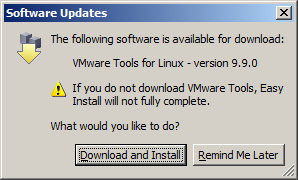 Software Updates
The following software is available for download:
VMware Tools for Linux - version 9.9.0
If you do not download VMware Tools, Easy
Install will not fully complete.
What would you like to do?
Download and Install
Remind Me Later